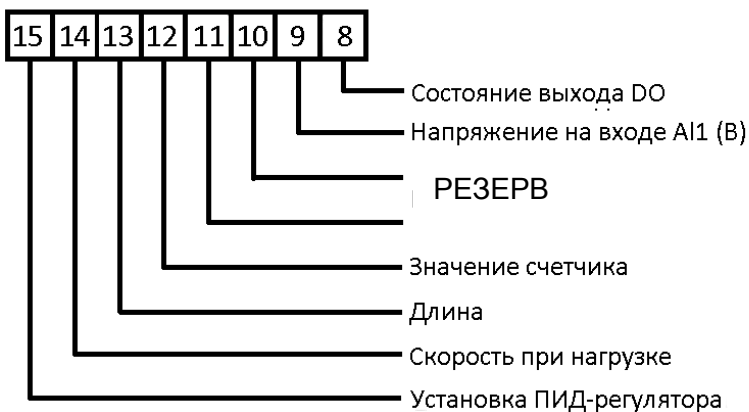 15 14 13 12 11 10 9 8
Состояние выхода DO
Напряжение на входе AI1 (В)
РЕЗЕРВ
Значение счетчика
Длина
Скорость при нагрузке
Установка ПИД-регулятора